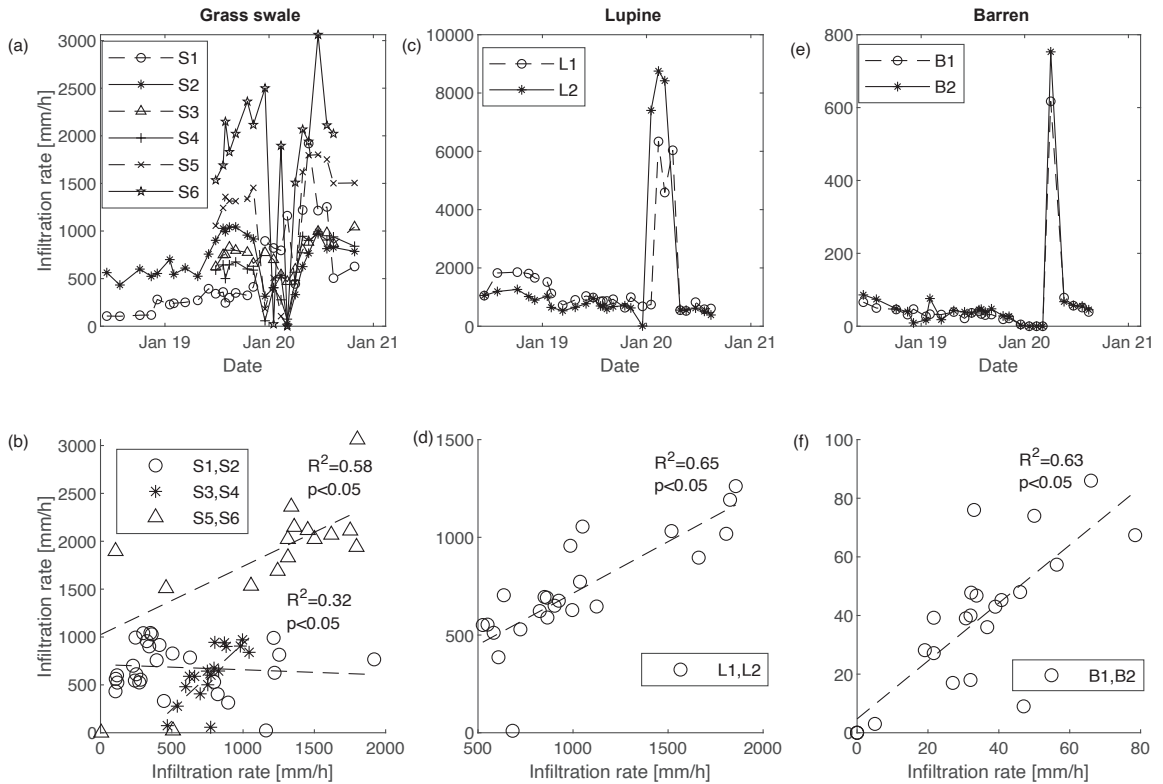 Grass swale
(a)
3000
2500
2000
1500
1000
500
0
Infiltration rate [mm/h]
S1
S2
S3
S4
S5
S6
Jan 19 Jan 20 Jan 21
Date
Lupine
(c)
10000
8000
6000
4000
2000
0
L1
L2
Jan 19 Jan 20 Jan 21
Date
Barren
(e)
800
600
400
200
0
B1
B2
Jan 19 Jan 20 Jan 21
Date
(b)
3000
2500
2000
1500
1000
500
0
Infiltration rate [mm/h]
S1,S2
S3,S4
S5,S6
R²=0.58
p<0.05
R²=0.32
p<0.05
0 500 1000 1500 2000
Infiltration rate [mm/h]
(d)
1500
1000
500
0
R²=0.65
p<0.05
L1,L2
500 1000 1500 2000
Infiltration rate [mm/h]
(f)
100
80
60
40
20
0
R²=0.63
p<0.05
B1,B2
0 20 40 60 80
Infiltration rate [mm/h]